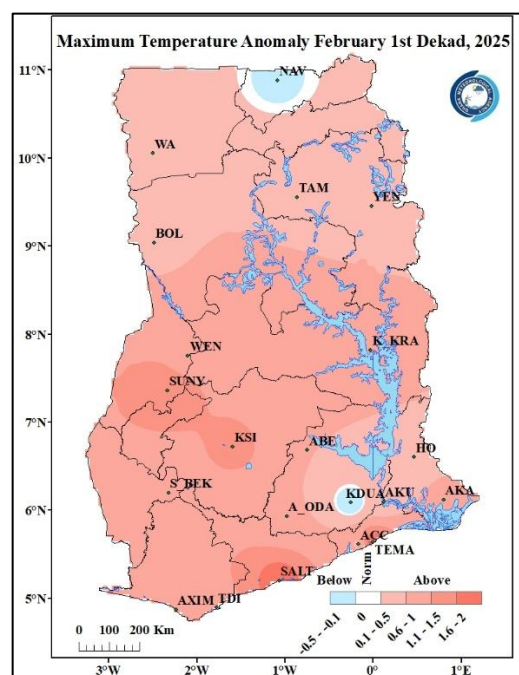 Maximum Temperature Anomaly February 1st Dekad, 2025
11°N
NAV
WA
10°N
TAM
YEN
BOL
9°N
8°N
WEN
K_KRA
SUNY
7°N
KSI
ABE
HO
S_BEK
6°N
A_ODA
KDUA
AKU
AKA
ACC
TEMA
SALT
5°N
AXIM
TDI
Below
Norm
Above
-0.5 - -0.1
0
0.1 - 0.5
0.6 - 1
1.1 - 1.5
1.6 - 2
0 50 100 200 Km
3°W
2°W
1°W
0°
1°E